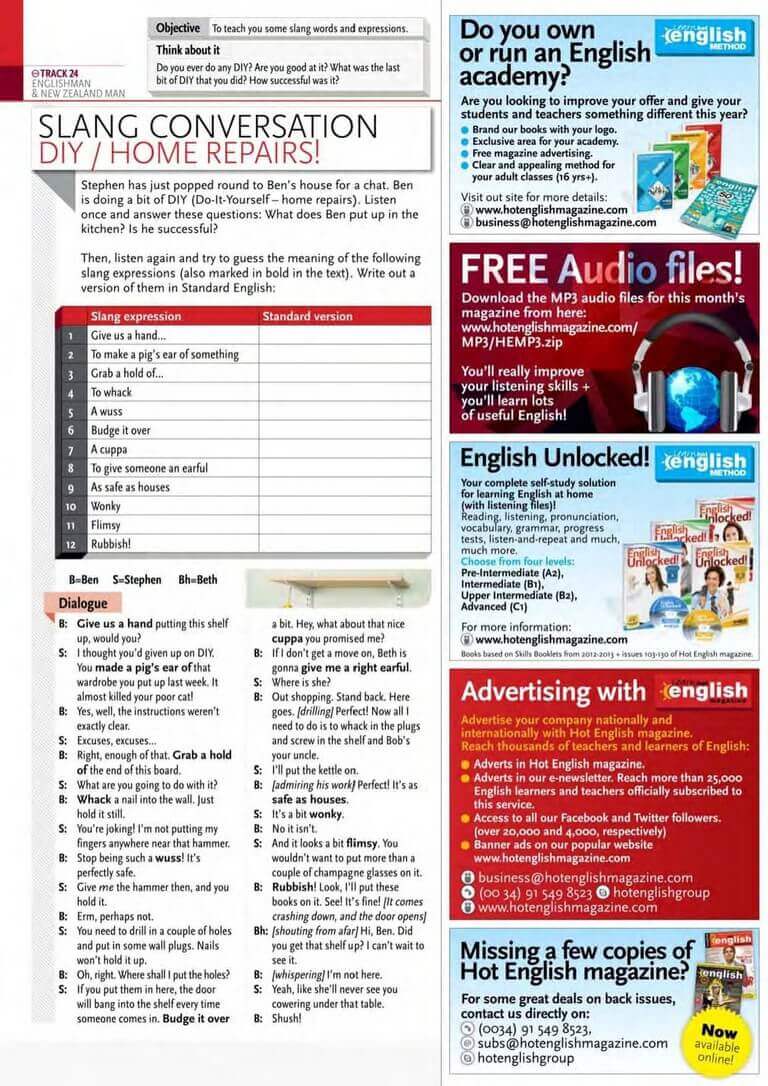 Objective To teach you some slang words and expressions.
Think about it
Do you ever do any DIY? Are you good at it? What was the last
bit of DIY that you did? How successful was it?
TRACK 24
ENGLISHMAN
& NEW ZEALAND MAN
SLANG CONVERSATION
DIY / HOME REPAIRS!
Stephen has just popped round to Ben's house for a chat. Ben
is doing a bit of DIY (Do-It-Yourself – home repairs). Listen
once and answer these questions: What does Ben put up in the
kitchen? Is he successful?
Then, listen again and try to guess the meaning of the following
slang expressions (also marked in bold in the text). Write out a
version of them in Standard English:
Slang expression Standard version
1 Give us a hand...
2 To make a pig's ear of something
3 Grab a hold of...
4 To whack
5 A wuss
6 Budge it over
7 A cuppa
8 To give someone an earful
9 As safe as houses
10 Wonky
11 Flimsy
12 Rubbish!
B=Ben S=Stephen Bh=Beth
Dialogue
B: Give us a hand putting this shelf
up, would you?
S: I thought you'd given up on DIY.
You made a pig's ear of that
wardrobe you put up last week. It
almost killed your poor cat!
B: Yes, well, the instructions weren't
exactly clear.
S: Excuses, excuses...
B: Right, enough of that. Grab a hold
of the end of this board.
S: What are you going to do with it?
B: Whack a nail into the wall. Just
hold it still.
S: You're joking! I'm not putting my
fingers anywhere near that hammer.
B: Stop being such a wuss! It's
perfectly safe.
S: Give me the hammer then, and you
hold it.
B: Erm, perhaps not.
S: You need to drill in a couple of holes
and put in some wall plugs. Nails
won't hold it up.
B: Oh, right. Where shall I put the holes?
S: If you put them in here, the door
will bang into the shelf every time
someone comes in. Budge it over
a bit. Hey, what about that nice
cuppa you promised me?
B: If I don't get a move on, Beth is
gonna give me a right earful.
S: Where is she?
B: Out shopping. Stand back. Here
goes. [drilling] Perfect! Now all I
need to do is to whack in the plugs
and screw in the shelf and Bob's
your uncle.
S: I'll put the kettle on.
B: [admiring his work] Perfect! It's as
safe as houses.
S: It's a bit wonky.
B: No it isn't.
S: And it looks a bit flimsy. You
wouldn't want to put more than a
couple of champagne glasses on it.
B: Rubbish! Look, I'll put these
books on it. See! It's fine! [It comes
crashing down, and the door opens]
Bh: [shouting from afar] Hi, Ben. Did
you get that shelf up? I can't wait to
see it.
B: [whispering] I'm not here.
S: Yeah, like she'll never see you
cowering under that table.
B: Shush!
Do you own
or run an English
academy?
Learn hot
english
METHOD
Are you looking to improve your offer and give your
students and teachers something different this year?
Brand our books with your logo.
Exclusive area for your academy.
Free magazine advertising.
Clear and appealing method for
your adult classes (16 yrs+).
english
Visit out site for more details:
www.hotenglishmagazine.com
business@hotenglishmagazine.com
FREE Audio files!
Download the MP3 audio files for this month's
magazine from here:
www.hotenglishmagazine.com/
MP3/HEMP3.zip
You'll really improve
your listening skills +
you'll learn lots
of useful English!
English Unlocked!
Learn hot
english
METHOD
Your complete self-study solution
for learning English at home
(with listening files)!
Reading, listening, pronunciation,
vocabulary, grammar, progress
tests, listen-and-repeat and much,
much more.
Choose from four levels:
Pre-Intermediate (A2),
Intermediate (B1),
Upper Intermediate (B2),
Advanced (C1)
English
Unlocked!
English
Unlocked!
English
Unlocked!
For more information:
www.hotenglishmagazine.com
Books based on Skills Booklets from 2012-2013 + issues 103-130 of Hot English magazine.
Advertising with
Learn hot
english
magazine
Advertise your company nationally and
internationally with Hot English magazine.
Reach thousands of teachers and learners of English:
Adverts in Hot English magazine.
Adverts in our e-newsletter. Reach more than 25,000
English learners and teachers officially subscribed to
this service.
Access to all our Facebook and Twitter followers.
(over 20,000 and 4,000, respectively)
Banner ads on our popular website
www.hotenglishmagazine.com
business@hotenglishmagazine.com
(00 34) 91 549 8523 hotenglishgroup
www.hotenglishmagazine.com
Missing a few copies of
Hot English magazine?
english
english
For some great deals on back issues,
contact us directly on:
(0034) 91 549 8523,
subs@hotenglishmagazine.com
hotenglishgroup
Now
available
online!